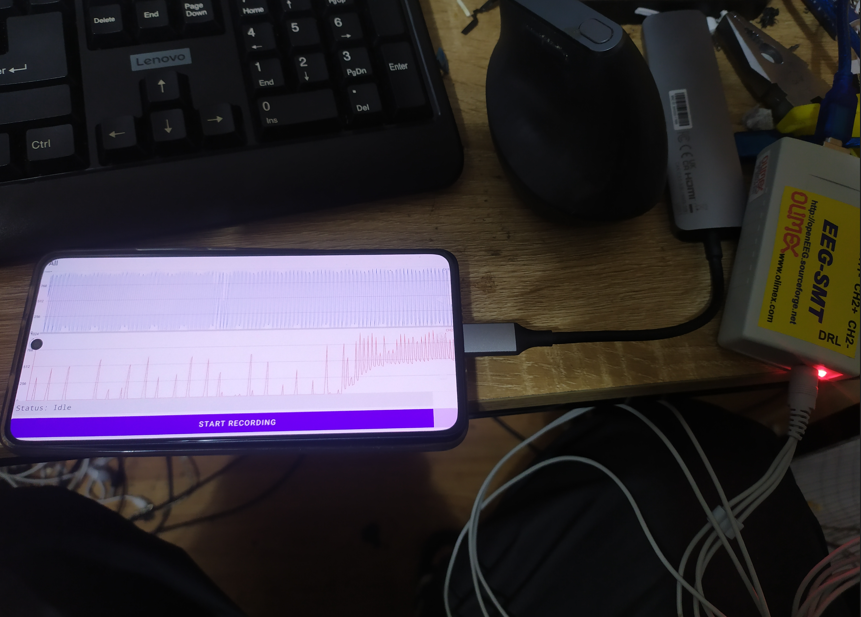 Delete
End
Page
Down
Home
4
←
5
6
→
Lenovo
1
End
2
↓
3
PgDn
Enter
0
Ins
.
Del
Ctrl
↑
←
↓
→
HDMI
OLIMEX
http://openEEG.sourceforge.net
EEG-SMT
www.olimex.com
CH2+
CH2-
DRL
Status: Idle
START RECORDING